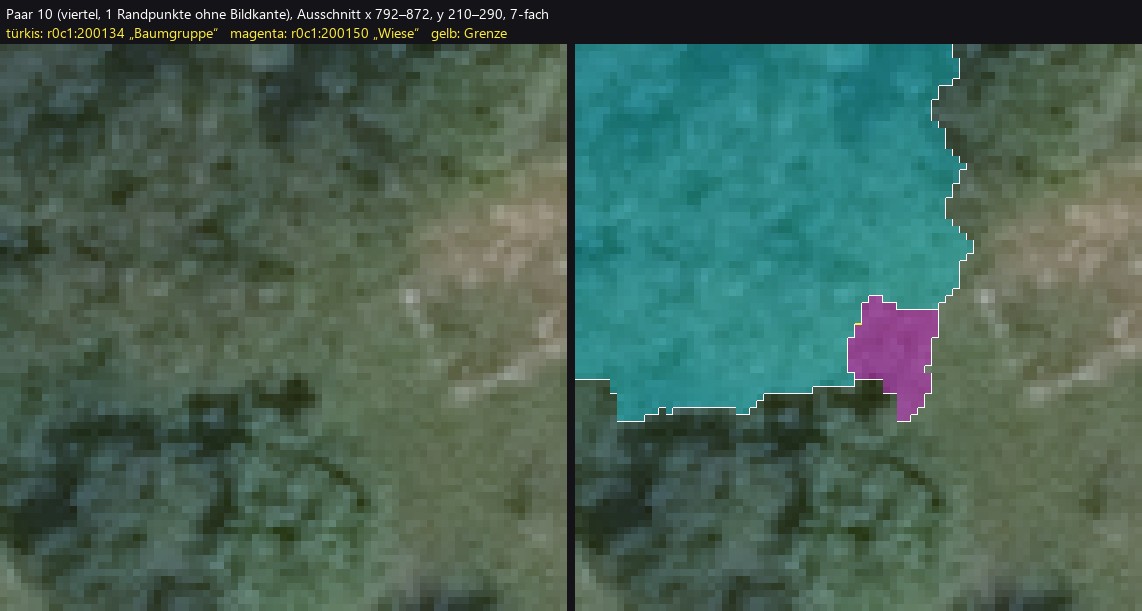 Paar 10 (viertel, 1 Randpunkte ohne Bildkante), Ausschnitt x 792–872, y 210–290, 7-fach
türkis: r0c1:200134 „Baumgruppe“ magenta: r0c1:200150 „Wiese“ gelb: Grenze